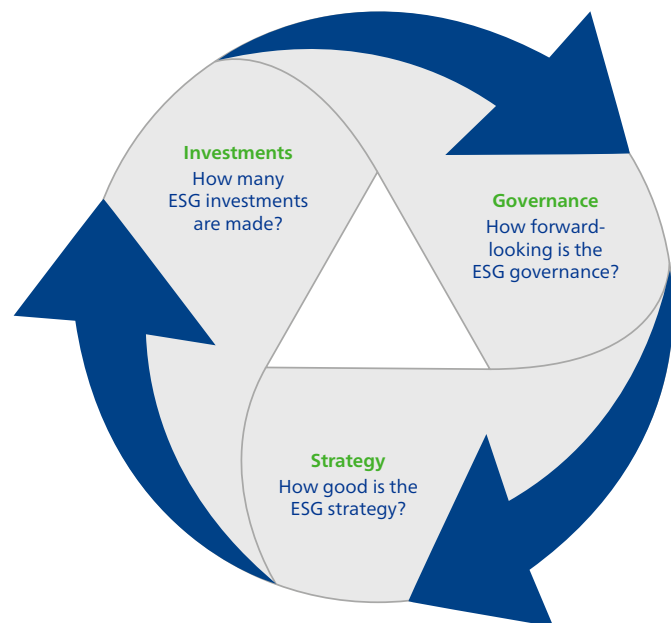 Investments
How many
ESG investments
are made?
Governance
How forward-
looking is the
ESG governance?
Strategy
How good is the
ESG strategy?